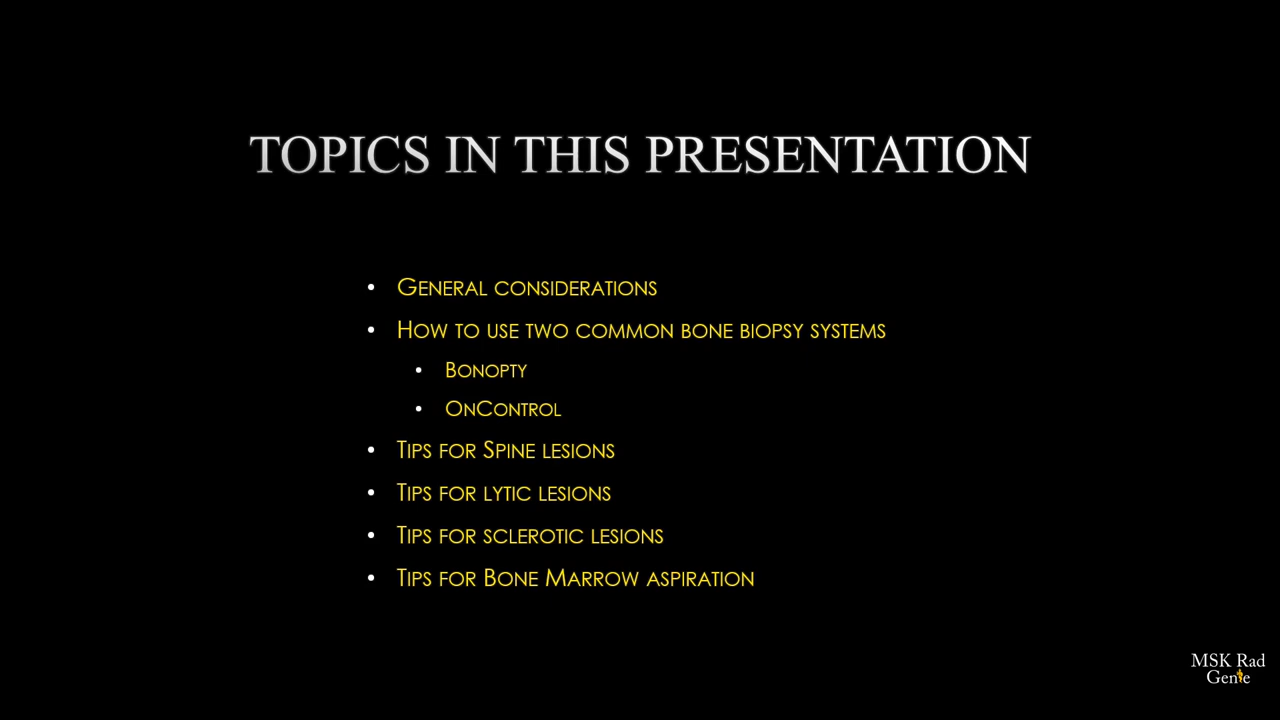 TOPICS IN THIS PRESENTATION
• General considerations
• How to use two common bone biopsy systems
• Bonopty
• OnControl
• Tips for Spine lesions
• Tips for lytic lesions
• Tips for sclerotic lesions
• Tips for Bone Marrow aspiration
MSK Rad
Genie